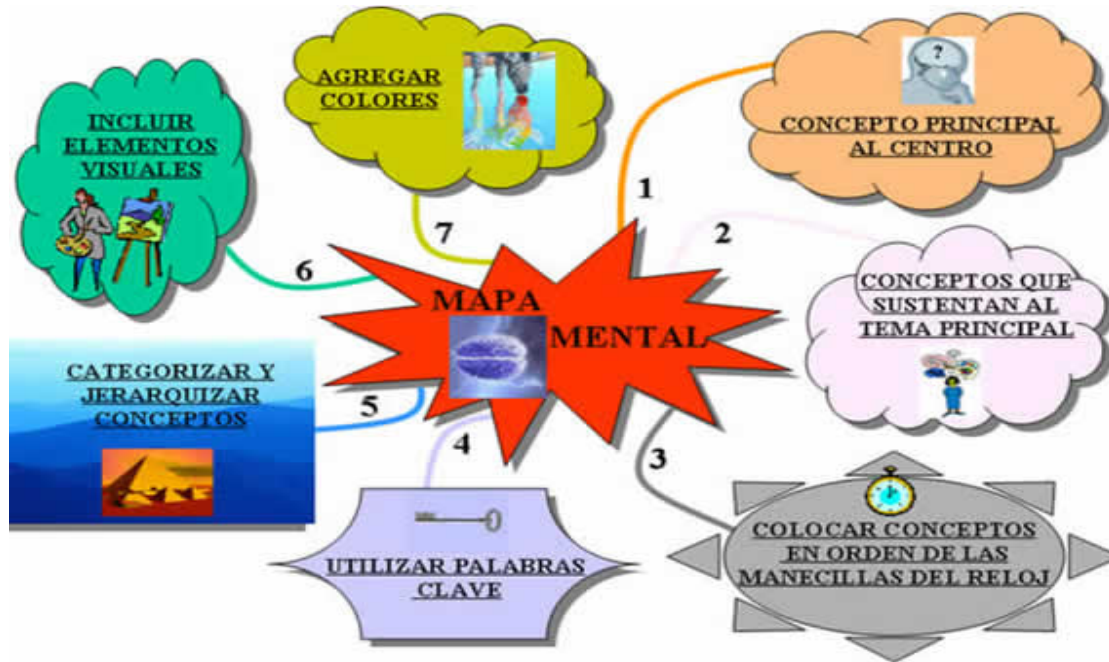 MAPA
MENTAL
1
?
CONCEPTO PRINCIPAL
AL CENTRO
2
CONCEPTOS QUE
SUSTENTAN AL
TEMA PRINCIPAL
3
COLOCAR CONCEPTOS
EN ORDEN DE LAS
MANECILLAS DEL RELOJ
4
UTILIZAR PALABRAS
CLAVE
5
CATEGORIZAR Y
JERARQUIZAR
CONCEPTOS
6
INCLUIR
ELEMENTOS
VISUALES
7
AGREGAR
COLORES